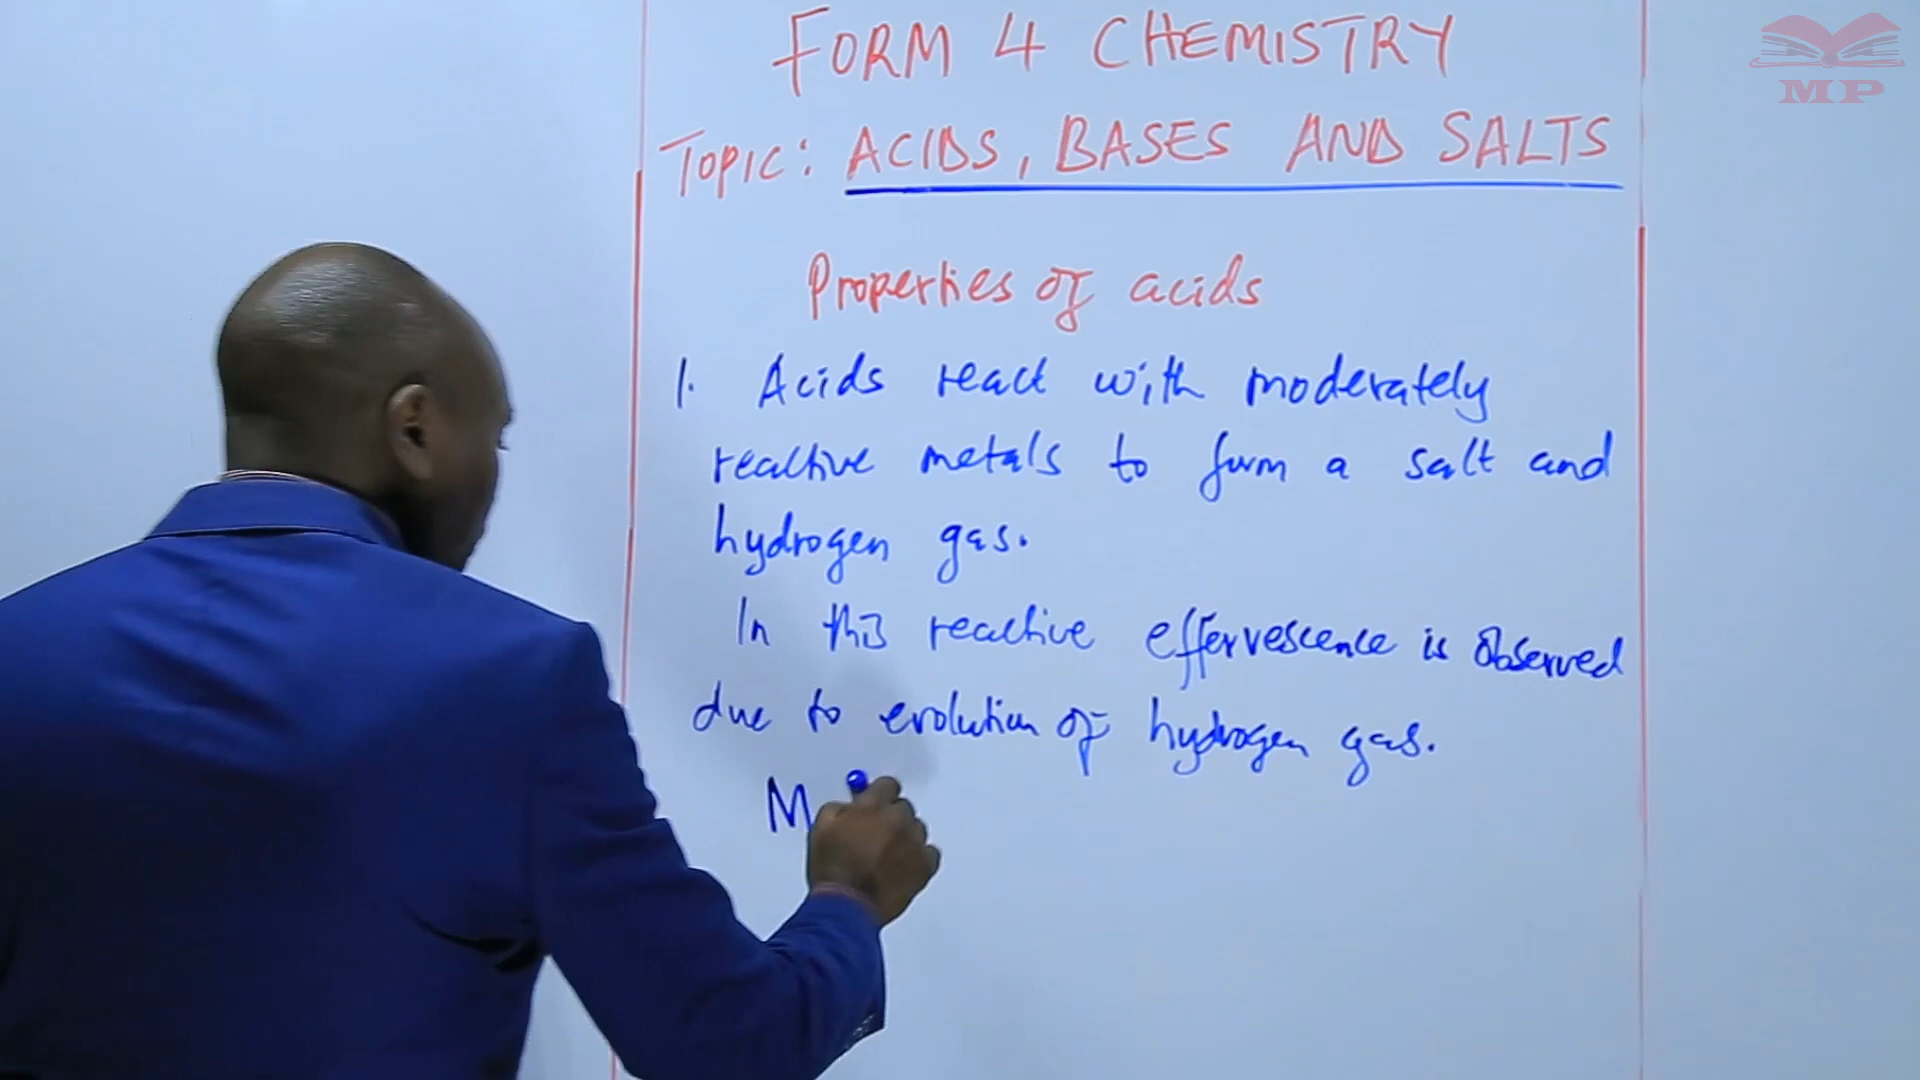 FORM 4 CHEMISTRY
MP
TOPIC: ACIDS, BASES AND SALTS
Properties of acids
1. Acids react with moderately
reactive metals to form a salt and
hydrogen gas.
In this reactive effervescence is observed
due to evolution of hydrogen gas.
M